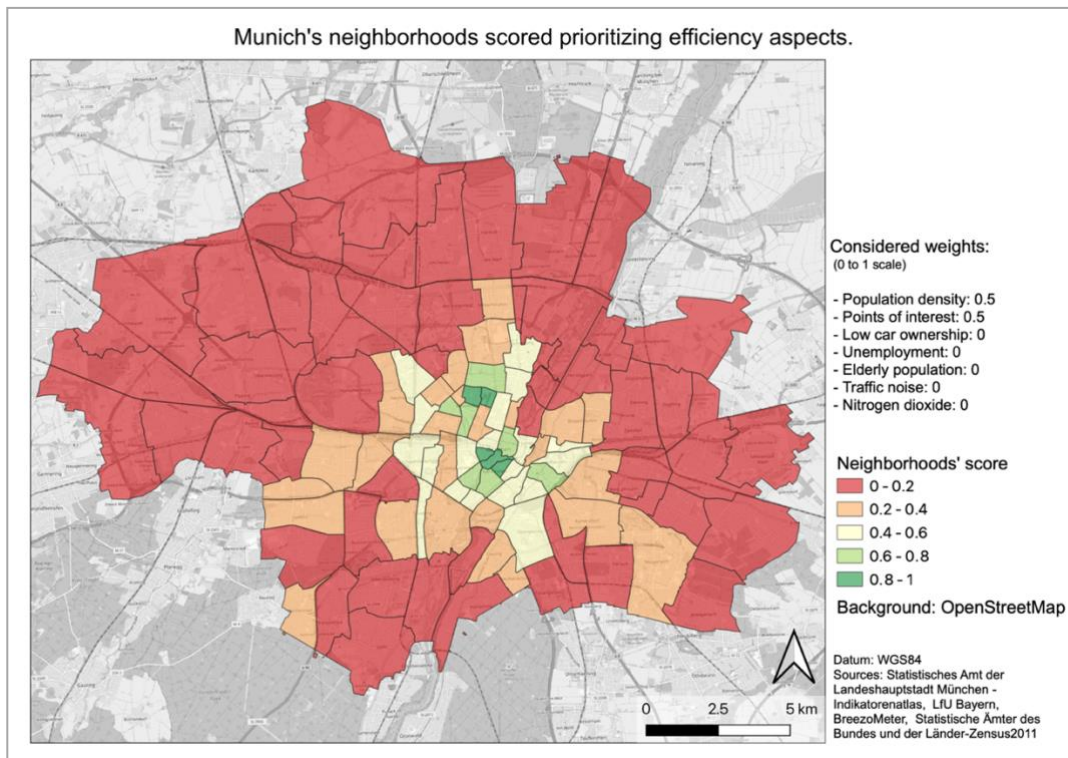 Munich's neighborhoods scored prioritizing efficiency aspects.
Considered weights:
(0 to 1 scale)
- Population density: 0.5
- Points of interest: 0.5
- Low car ownership: 0
- Unemployment: 0
- Elderly population: 0
- Traffic noise: 0
- Nitrogen dioxide: 0
Neighborhoods' score
0 - 0.2
0.2 - 0.4
0.4 - 0.6
0.6 - 0.8
0.8 - 1
Background: OpenStreetMap
Datum: WGS84
Sources: Statistisches Amt der
Landeshauptstadt München -
Indikatorenatlas, LfU Bayern,
BreezoMeter, Statistische Ämter des
Bundes und der Länder-Zensus2011
0 2.5 5 km